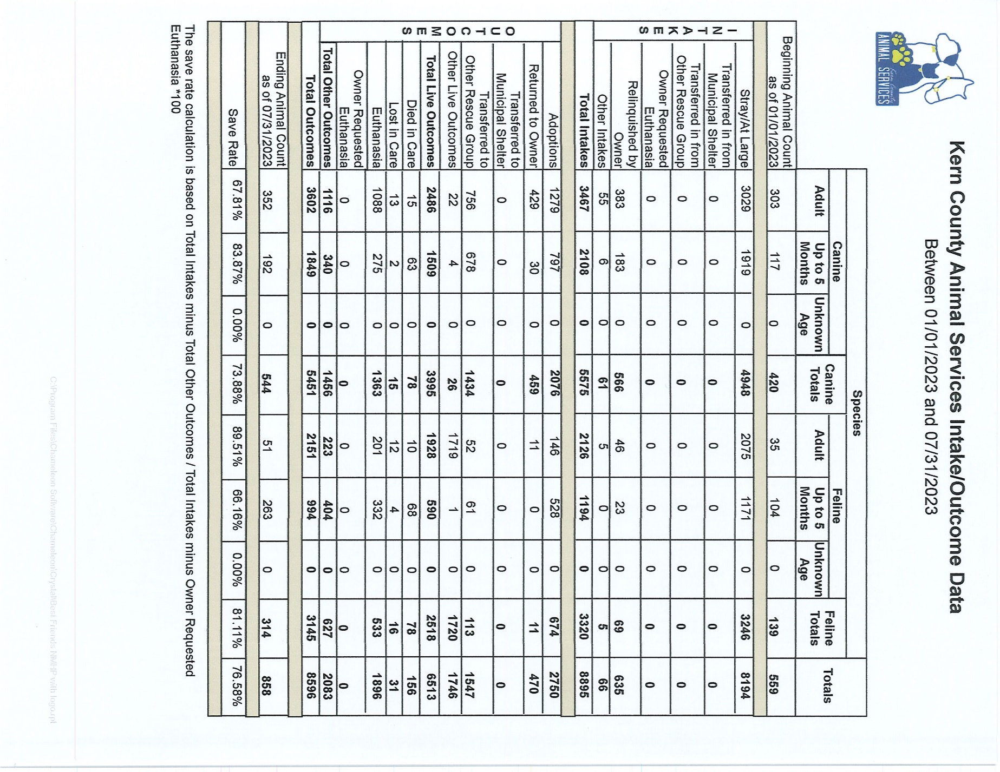 Kern County
ANIMAL SERVICES
Kern County Animal Services Intake/Outcome Data
Between 01/01/2023 and 07/31/2023
Species
Canine Canine Totals Feline Feline Totals Totals
Adult Up to 5 Months Unknown Age Adult Up to 5 Months Unknown Age
Beginning Animal Count as of 01/01/2023 303 117 0 420 35 104 0 139 559
INTAKES
Stray/At Large 3029 1919 0 4948 2075 1171 0 3246 8194
Transferred in from Municipal Shelter 0 0 0 0 0 0 0 0 0
Transferred in from Other Rescue Group 0 0 0 0 0 0 0 0 0
Owner Requested Euthanasia 0 0 0 0 0 0 0 0 0
Relinquished by Owner 383 183 0 566 46 23 0 69 635
Other Intakes 55 6 0 61 5 0 0 5 66
Total Intakes 3467 2108 0 5575 2126 1194 0 3320 8895
OUTCOMES
Adoptions 1279 797 0 2076 146 528 0 674 2750
Returned to Owner 429 30 0 459 11 0 0 11 470
Transferred to Municipal Shelter 0 0 0 0 0 0 0 0 0
Transferred to Other Rescue Group 756 678 0 1434 52 61 0 113 1547
Other Live Outcomes 22 4 0 26 1719 1 0 1720 1746
Total Live Outcomes 2486 1509 0 3995 1928 590 0 2518 6513
Died in Care 15 63 0 78 10 68 0 78 156
Lost in Care 13 2 0 15 12 4 0 16 31
Euthanasia 1088 275 0 1363 201 332 0 533 1896
Owner Requested Euthanasia 0 0 0 0 0 0 0 0 0
Total Other Outcomes 1116 340 0 1456 223 404 0 627 2083
Total Outcomes 3602 1849 0 5451 2151 994 0 3145 8596
Ending Animal Count as of 07/31/2023 352 192 0 544 51 263 0 314 858
Save Rate 67.81% 83.87% 0.00% 73.88% 89.51% 66.16% 0.00% 81.11% 76.58%
The save rate calculation is based on Total Intakes minus Total Other Outcomes / Total Intakes minus Owner Requested
Euthanasia *100
C:\Program Files\Chameleon Software\Chameleon\Crystal\Best Friends NMHP with logo.rpt